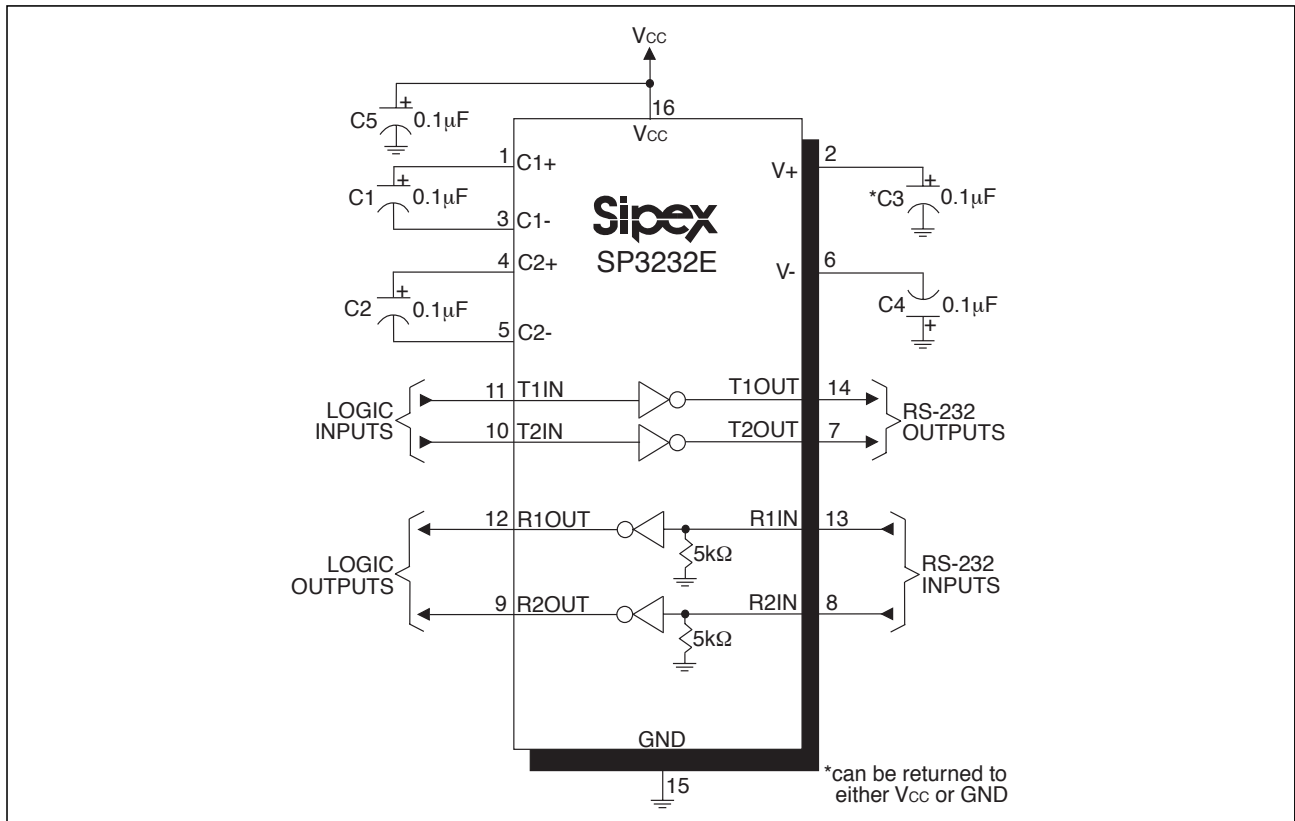 VCC
16
VCC
C5
+
0.1µF
1
C1+
C1
+
0.1µF
3
C1-
4
C2+
C2
+
0.1µF
5
C2-
Sipex
SP3232E
V+
2
*C3
+
0.1µF
V-
6
C4
0.1µF
+
LOGIC
INPUTS
11
T1IN
T1OUT
14
10
T2IN
T2OUT
7
RS-232
OUTPUTS
LOGIC
OUTPUTS
12
R1OUT
R1IN
13
5kΩ
9
R2OUT
R2IN
8
5kΩ
RS-232
INPUTS
GND
15
*can be returned to
either VCC or GND